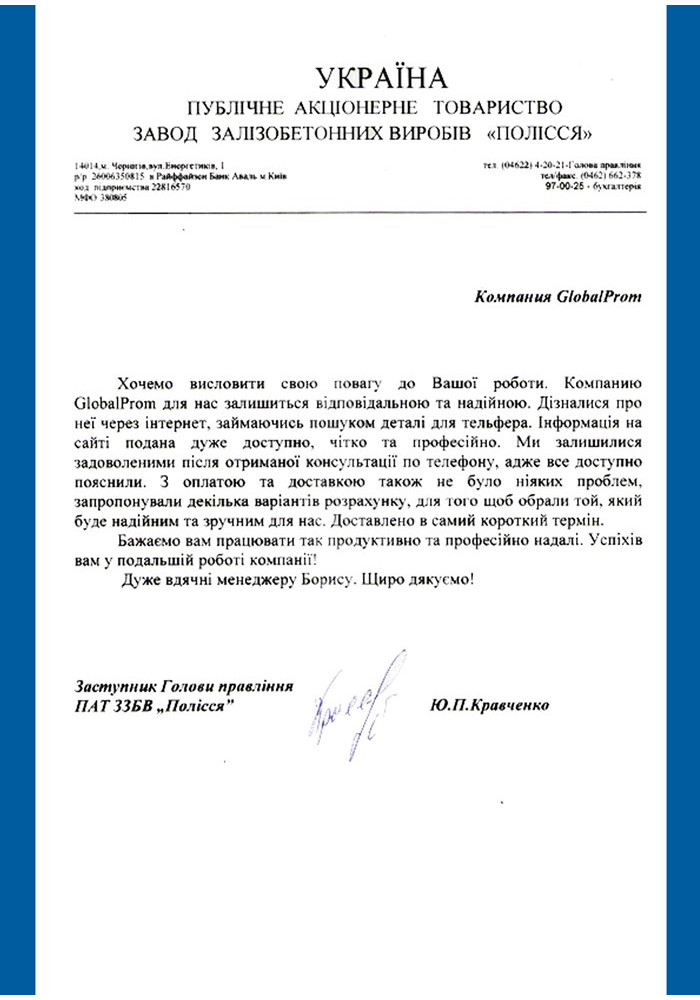 УКРАЇНА
ПУБЛІЧНЕ АКЦІОНЕРНЕ ТОВАРИСТВО
ЗАВОД ЗАЛІЗОБЕТОННИХ ВИРОБІВ «ПОЛІССЯ»
14014,м. Чернігів,вул.Енергетиків, 1
р/р 26006350815 в Райффайзен Банк Аваль м.Київ
код підприємства 22816570
МФО 380805
тел. (04622) 4-20-21-Голова правління
тел/факс. (0462) 662-378
97-00-25 - бухгалтерія
Компания GlobalProm
Хочемо висловити свою повагу до Вашої роботи. Компанию
GlobalProm для нас залишиться відповідальною та надійною. Дізналися про
неї через інтернет, займаючись пошуком деталі для тельфера. Інформація на
сайті подана дуже доступно, чітко та професійно. Ми залишилися
задоволеними після отриманої консультації по телефону, адже все доступно
пояснили. З оплатою та доставкою також не було ніяких проблем,
запропонували декілька варіантів розрахунку, для того щоб обрали той, який
буде надійним та зручним для нас. Доставлено в самий короткий термін.
Бажаємо вам працювати так продуктивно та професійно надалі. Успіхів
вам у подальшій роботі компанії!
Дуже вдячні менеджеру Борису. Щиро дякуємо!
Заступник Голови правління
ПАТ ЗЗБВ „Полісся” Ю.П.Кравченко